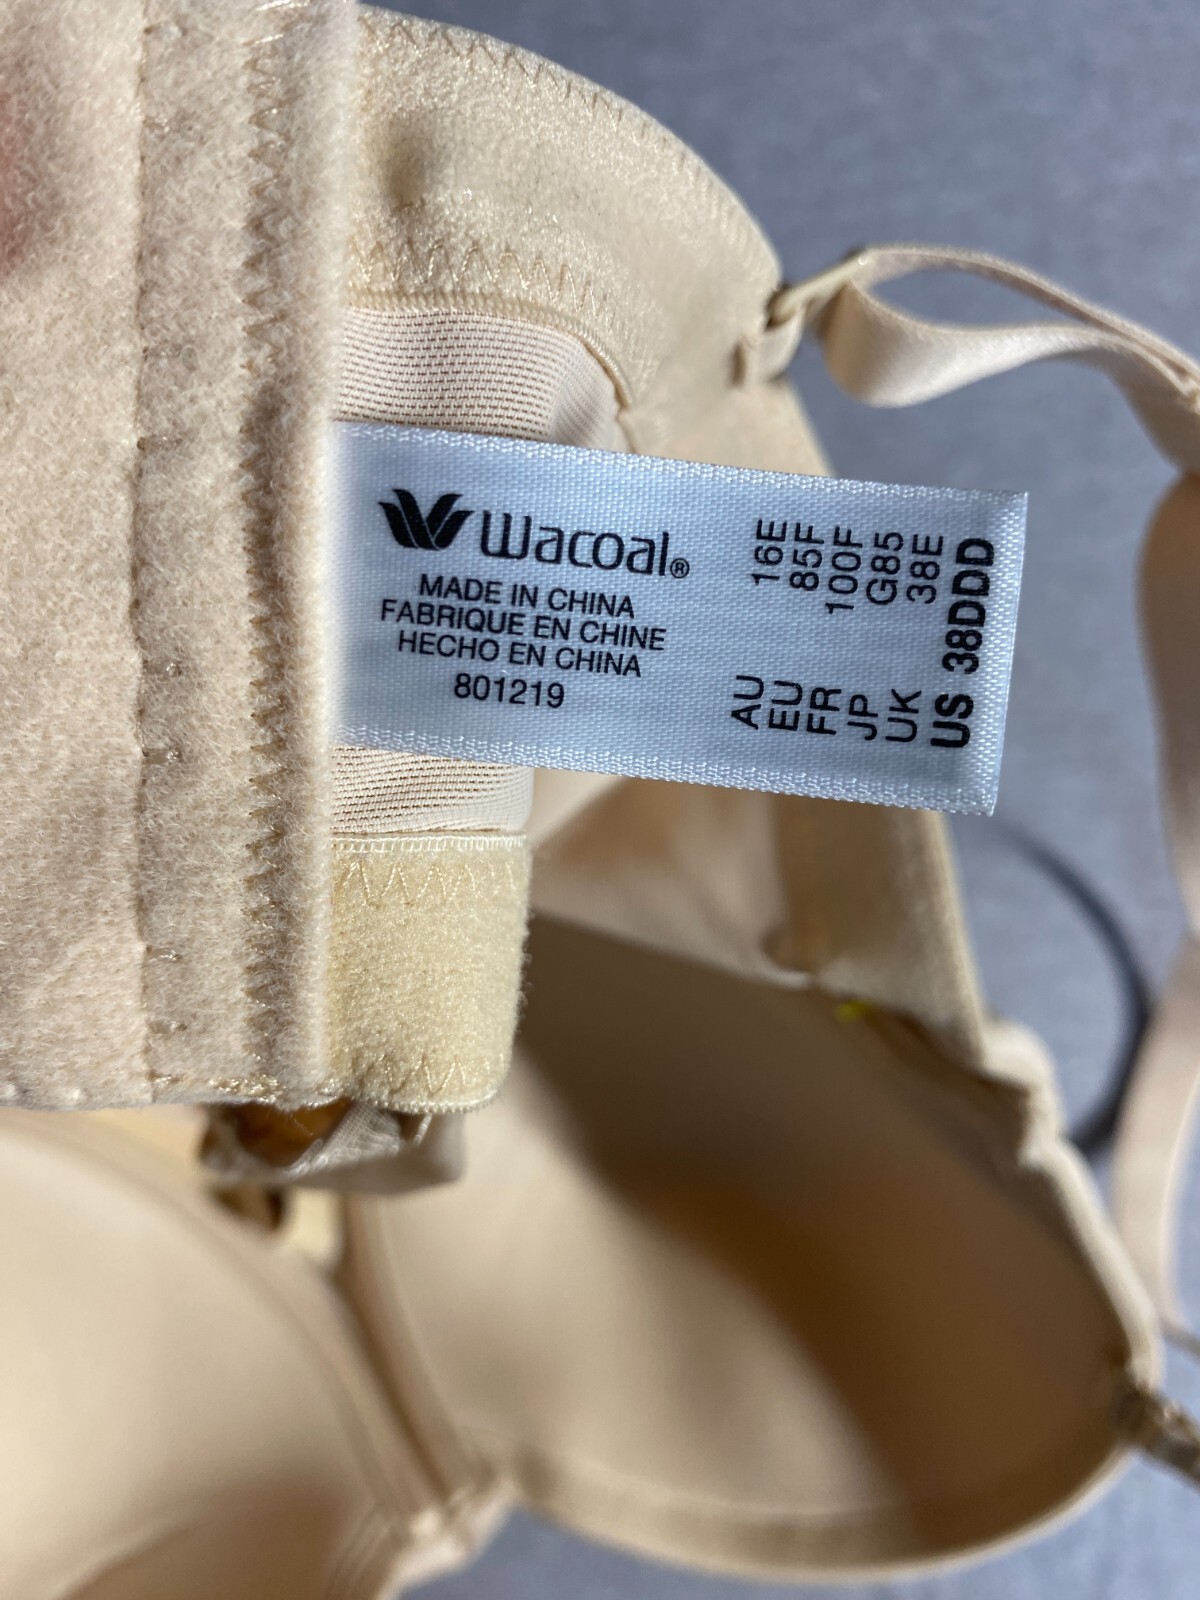 Wacoal®
MADE IN CHINA
FABRIQUE EN CHINE
HECHO EN CHINA
801219
AU 16E
EU 85F
FR 100F
JP G85
UK 38E
US 38DDD